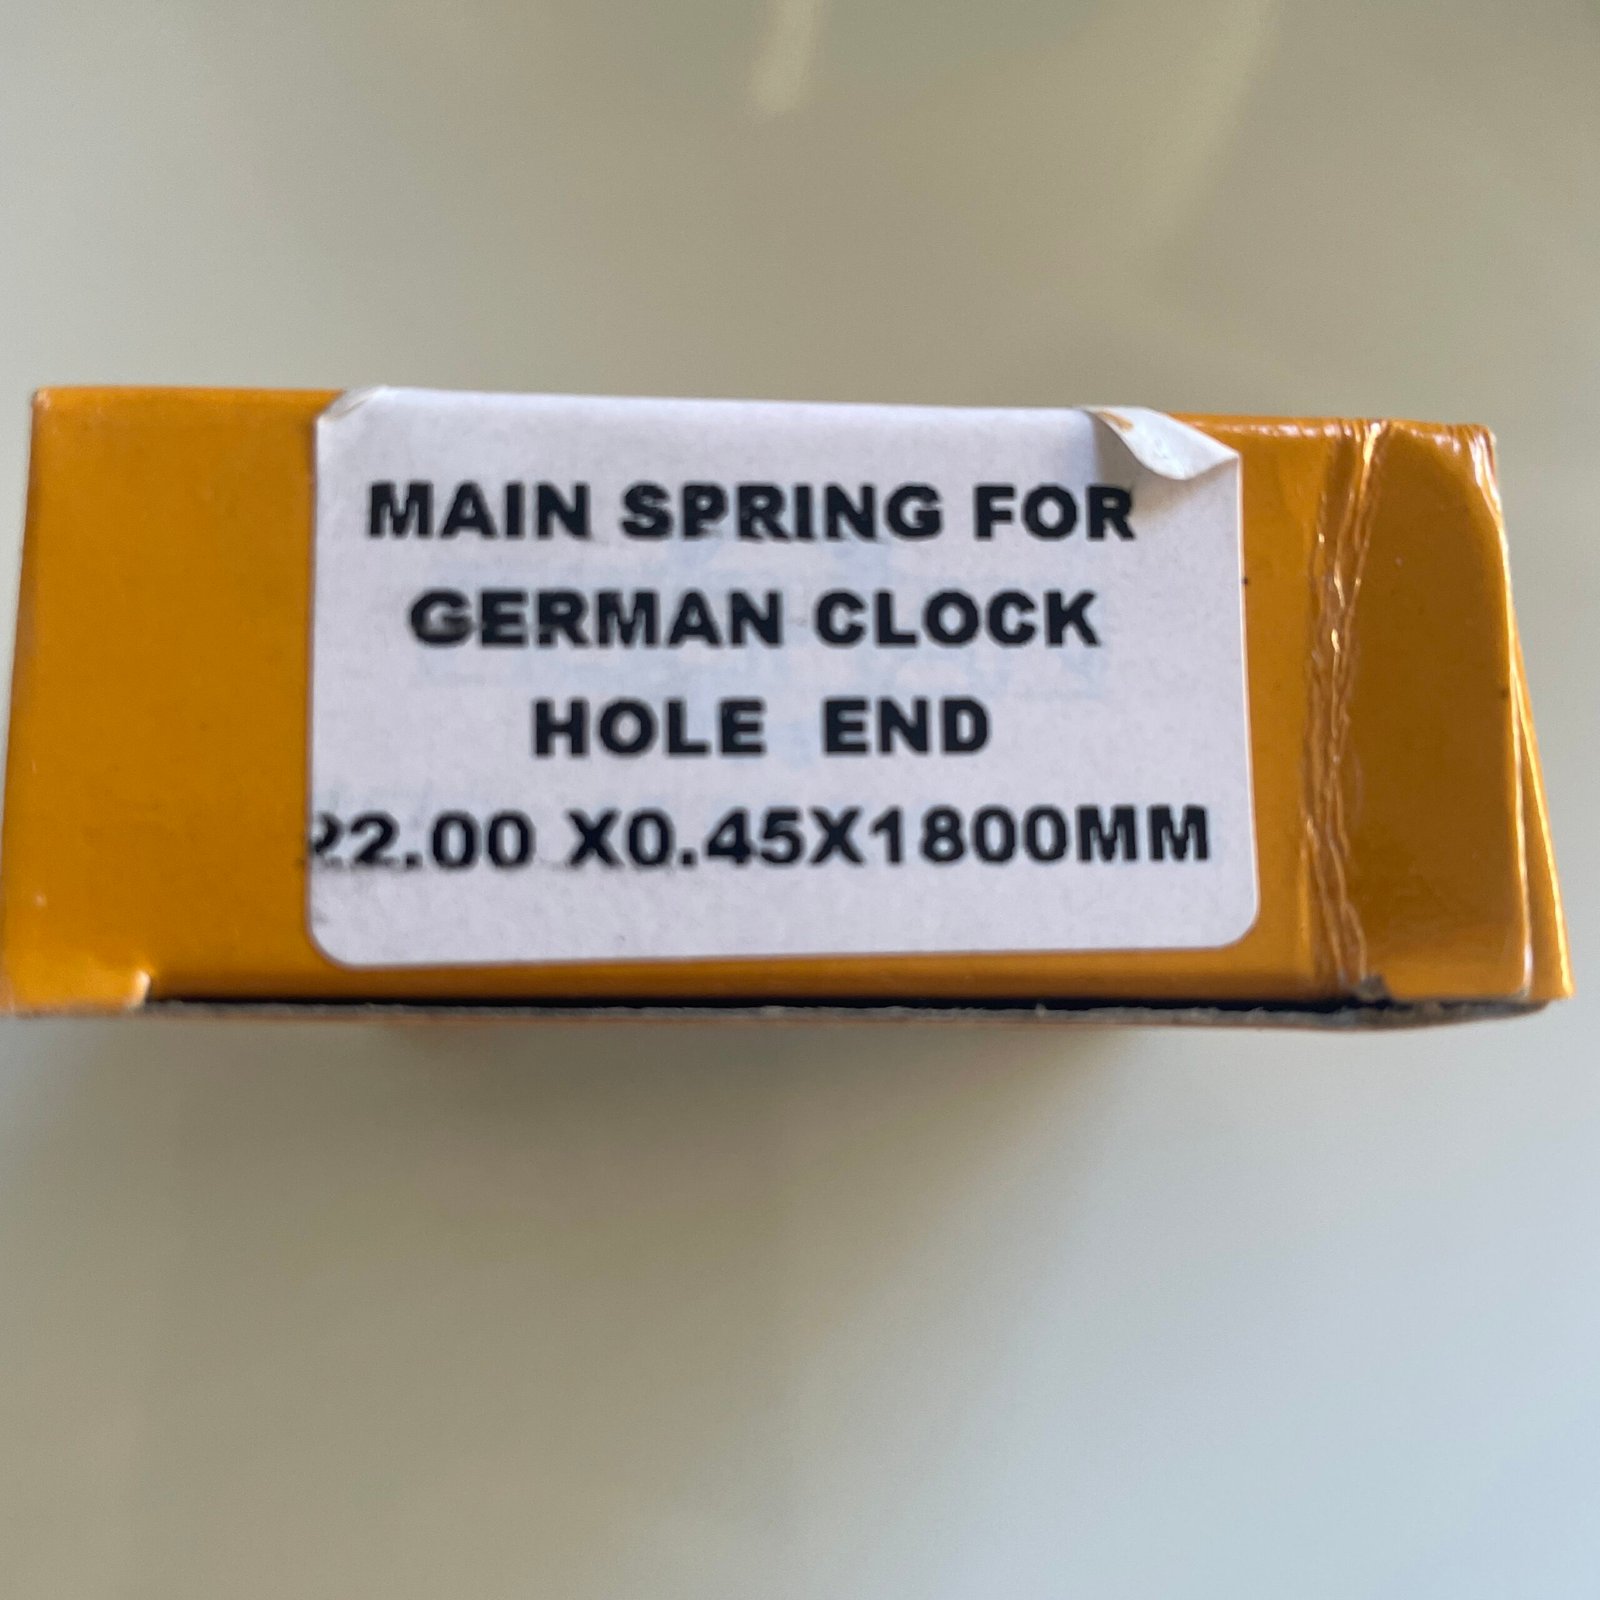 MAIN SPRING FOR
GERMAN CLOCK
HOLE END
22.00 X0.45X1800MM